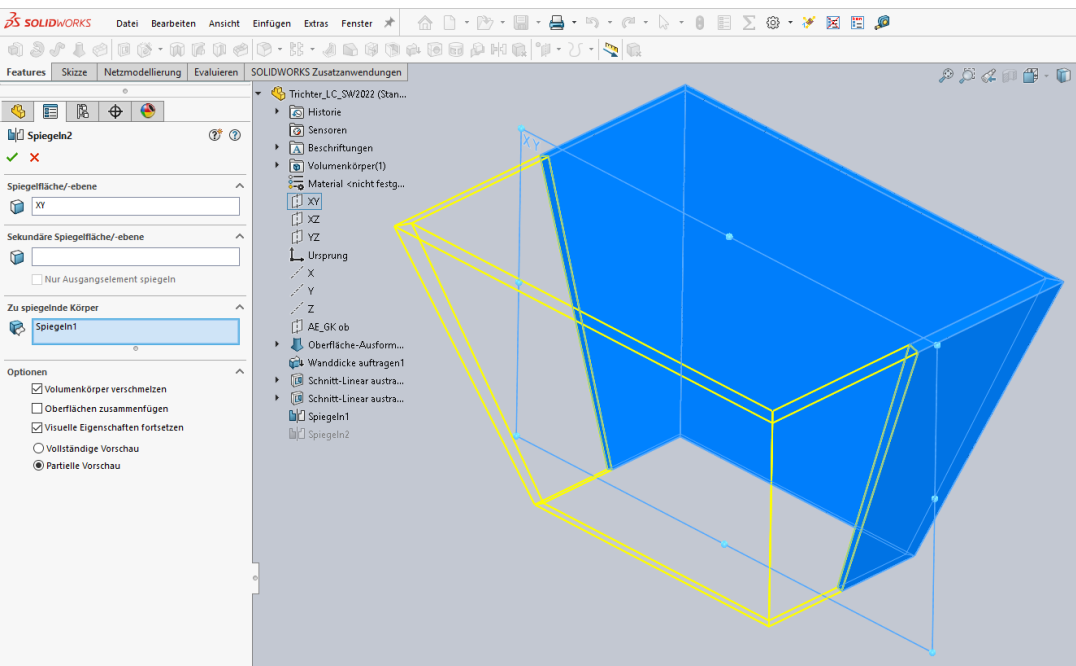 SOLIDWORKS Datei Bearbeiten Ansicht Einfügen Extras Fenster
Features Skizze Netzmodellierung Evaluieren SOLIDWORKS Zusatzanwendungen
Spiegeln2
Spiegelfläche/-ebene
XY
Sekundäre Spiegelfläche/-ebene
Nur Ausgangselement spiegeln
Zu spiegelnde Körper
Spiegeln1
Optionen
Volumenkörper verschmelzen
Oberflächen zusammenfügen
Visuelle Eigenschaften fortsetzen
Vollständige Vorschau
Partielle Vorschau
Trichter_LC_SW2022 (Stan...
Historie
Sensoren
Beschriftungen
Volumenkörper(1)
Material <nicht festg...
XY
XZ
YZ
Ursprung
X
Y
Z
AE_GK ob
Oberfläche-Ausform...
Wanddicke auftragen1
Schnitt-Linear austra...
Schnitt-Linear austra...
Spiegeln1
Spiegeln2
XY